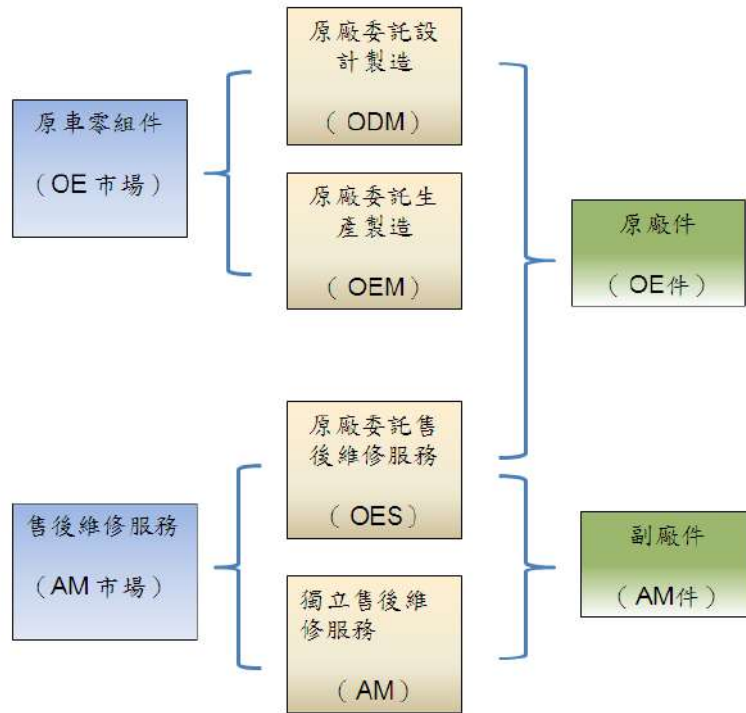 原廠委託設
計製造
（ODM）
原車零組件
（OE 市場）
原廠委託生
產製造
（OEM）
原廠件
（OE件）
原廠委託售
後維修服務
（OES）
售後維修服務
（AM 市場）
副廠件
（AM件）
獨立售後維
修服務
（AM）